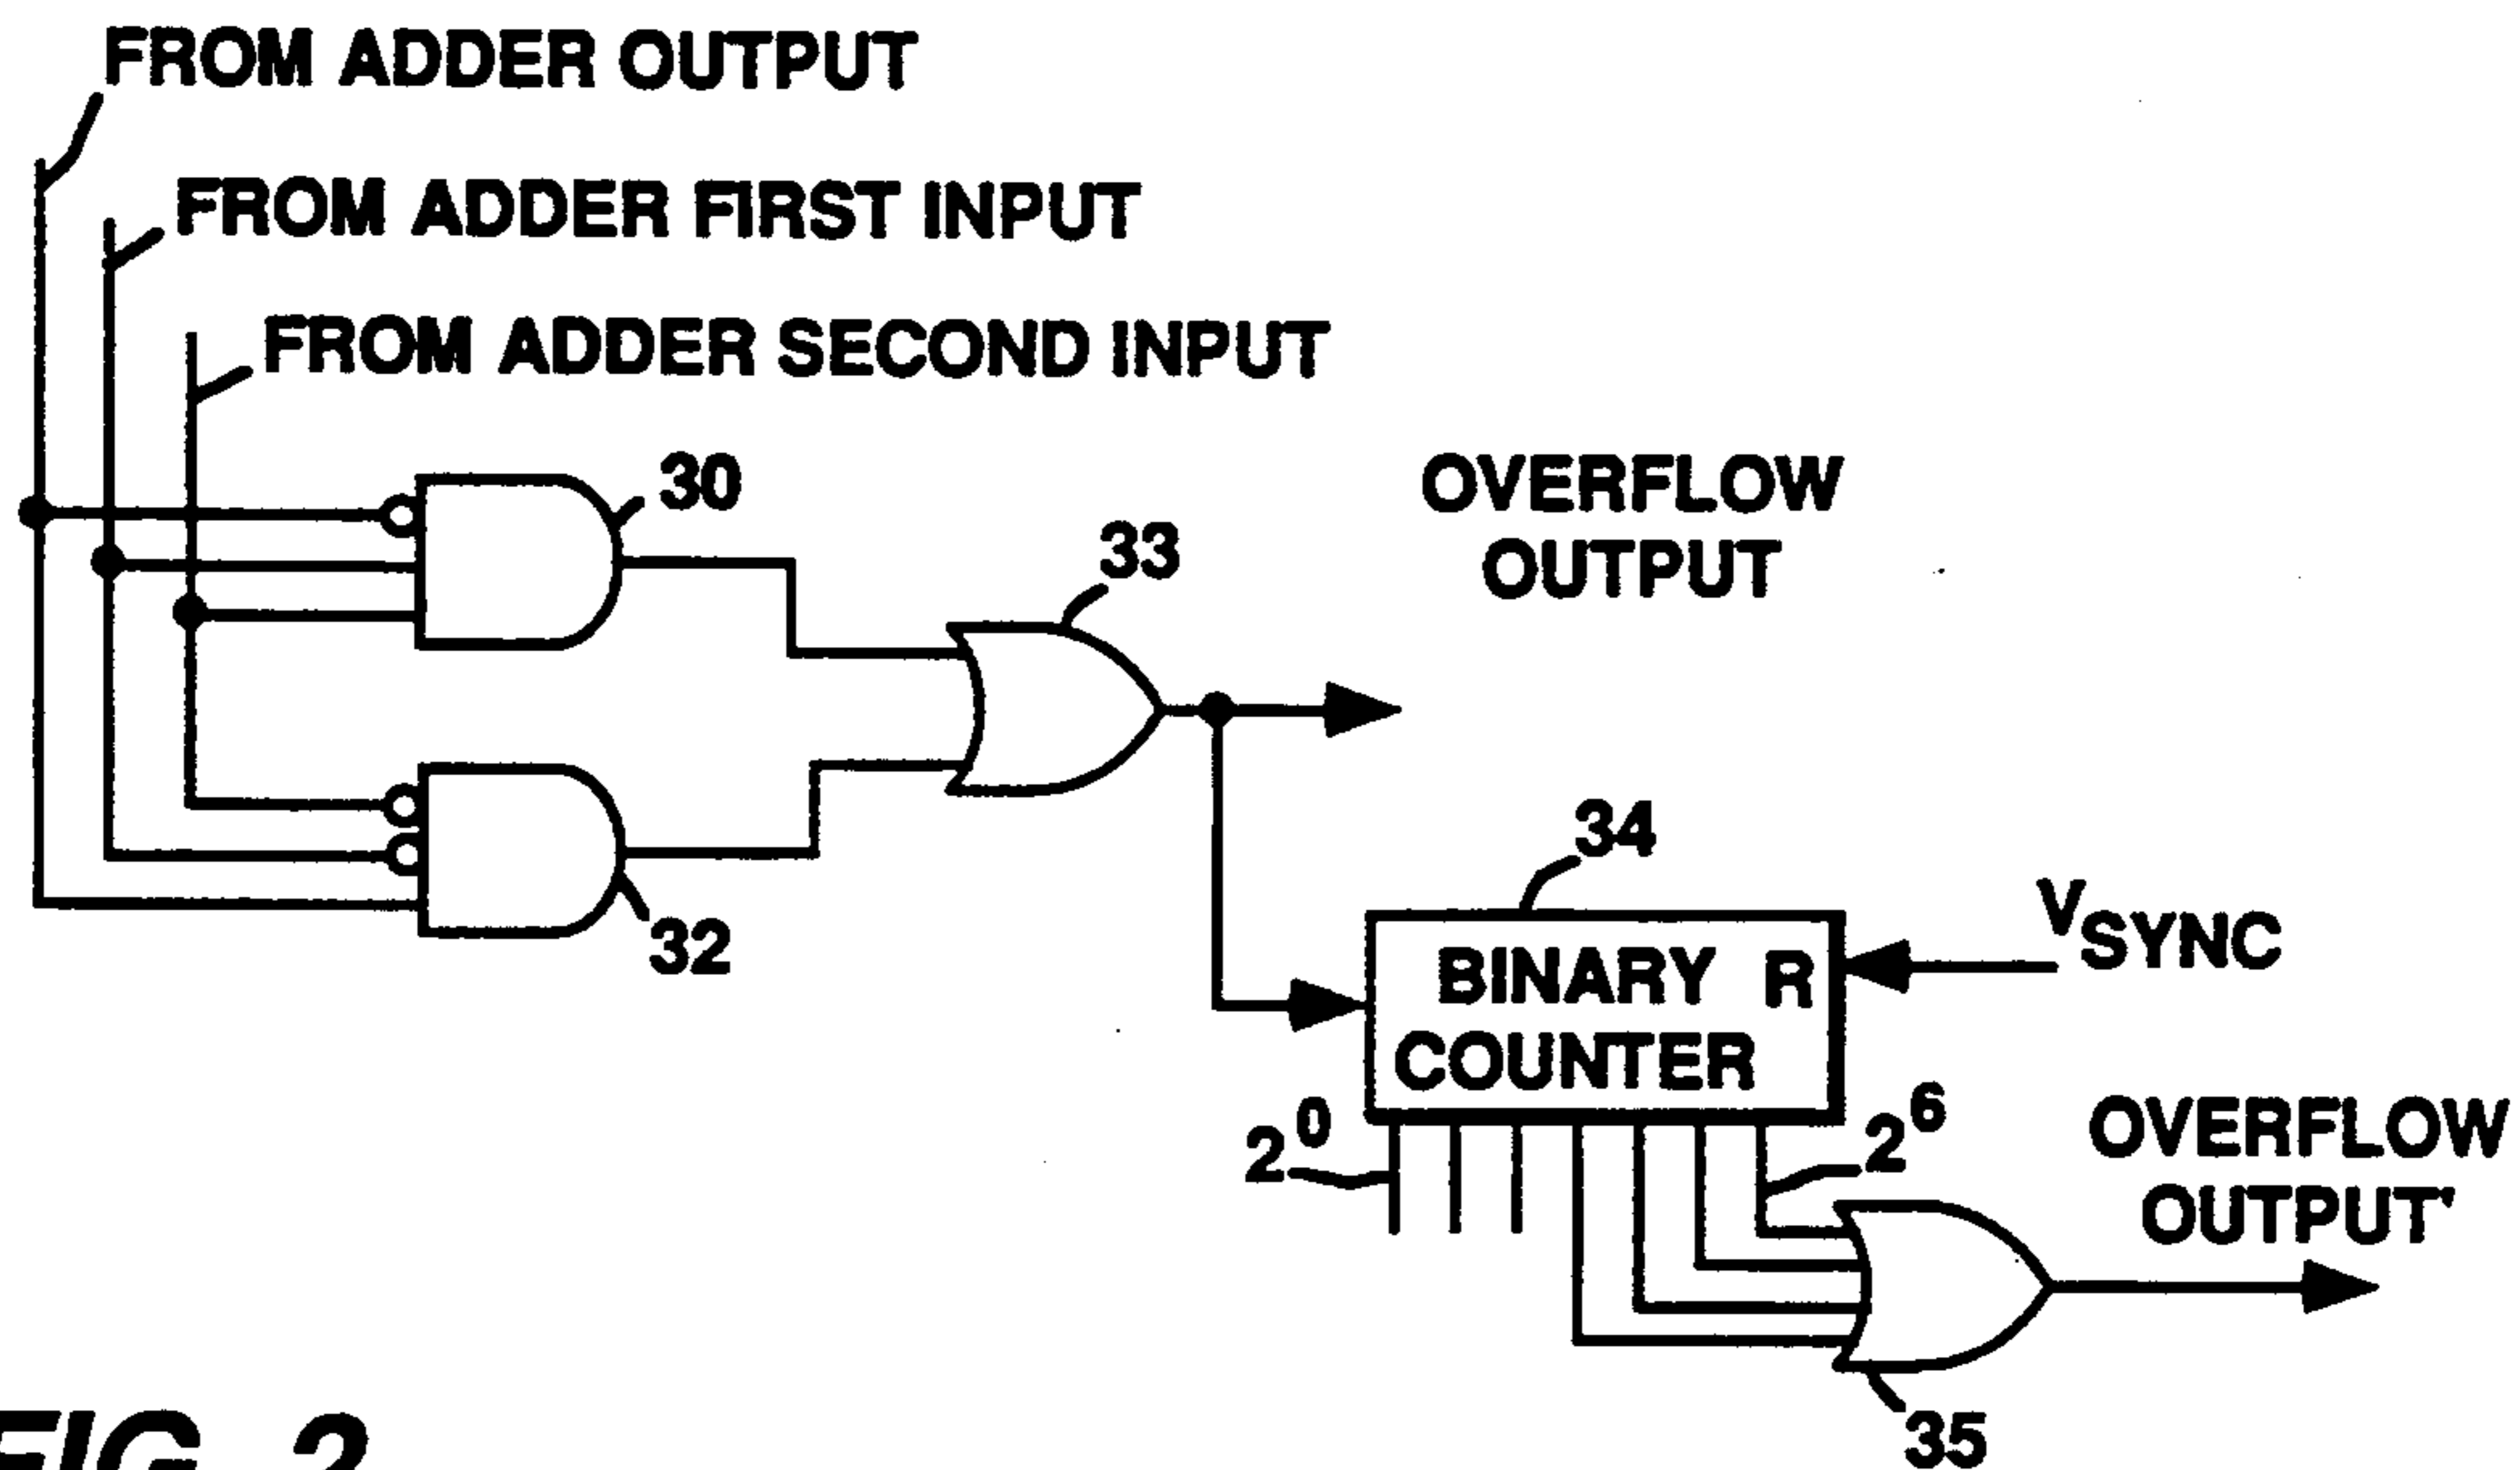 FROM ADDER OUTPUT
FROM ADDER FIRST INPUT
FROM ADDER SECOND INPUT
30
OVERFLOW
OUTPUT
33
32
34
BINARY R
COUNTER
VSYNC
2⁰
2⁶
OVERFLOW
OUTPUT'
35
FIG. 2